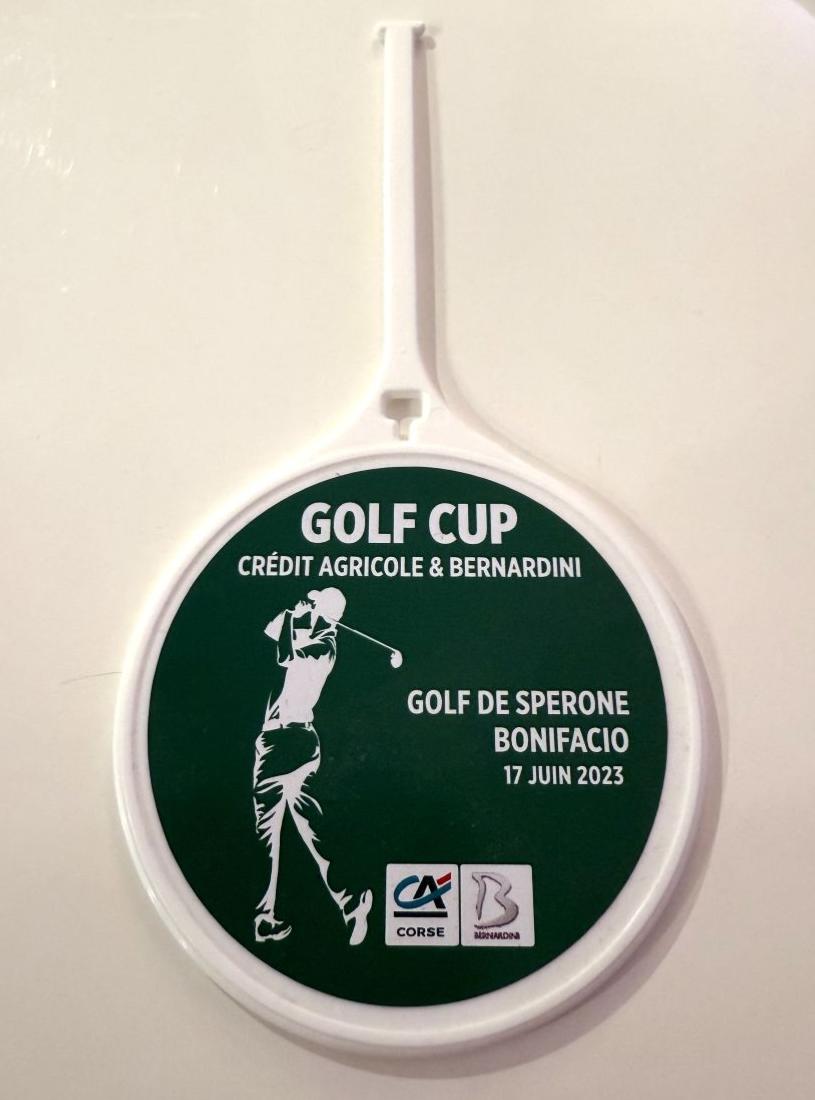 GOLF CUP
CRÉDIT AGRICOLE & BERNARDINI
GOLF DE SPERONE
BONIFACIO
17 JUIN 2023
CA
CORSE
B
BERNARDINI